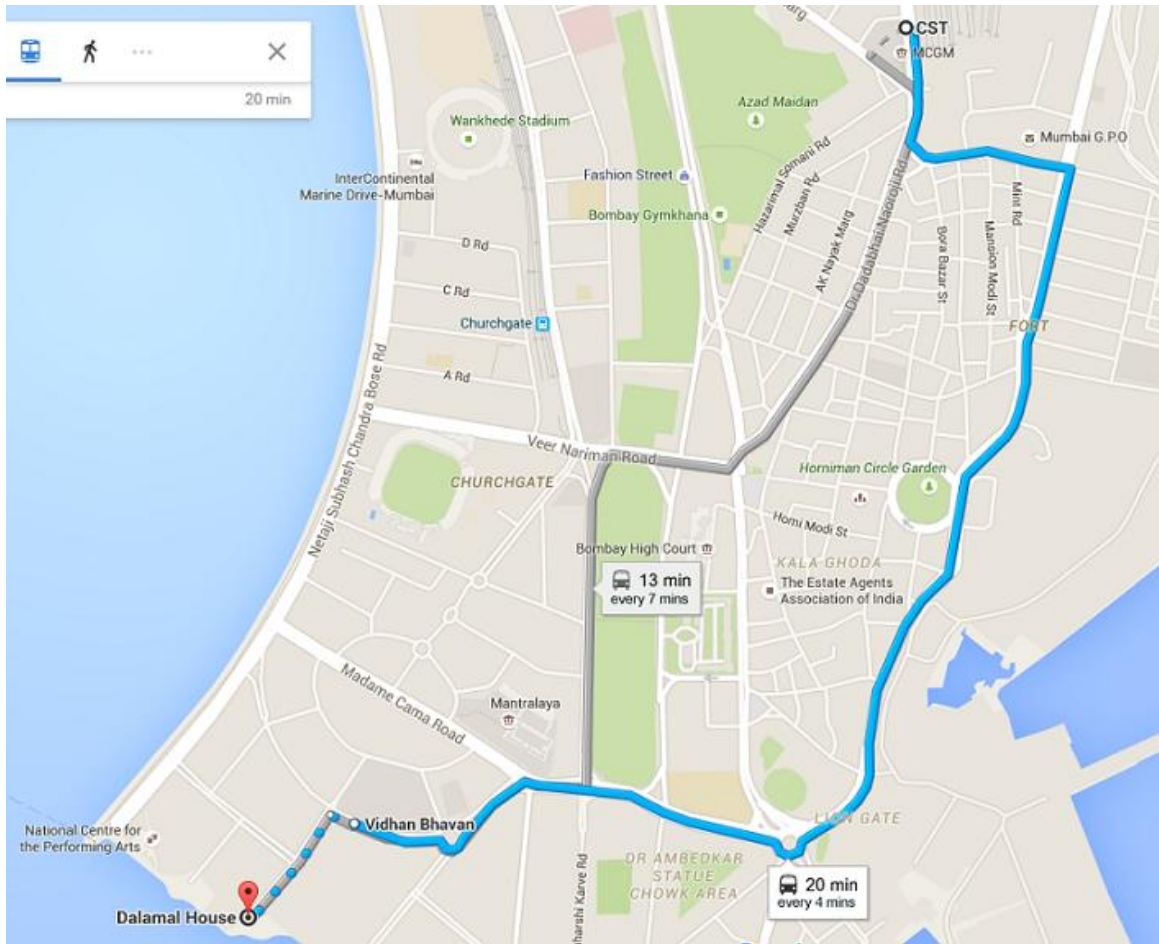 20 min
CST
MCGM
Marg
Azad Maidan
Wankhede Stadium
Mumbai G.P.O
InterContinental
Marine Drive-Mumbai
Fashion Street
Hazarimal Somani Rd
Murzban Rd
Bombay Gymkhana
AK Nayak Marg
Dr Dadabhai Naoroji Rd
Bora Bazar St
Mansion Modi St
Mint Rd
D Rd
C Rd
Churchgate
FORT
A Rd
Netaji Subhash Chandra Bose Rd
Veer Nariman Road
CHURCHGATE
Horniman Circle Garden
Homi Modi St
Bombay High Court
KALA GHODA
13 min
every 7 mins
The Estate Agents
Association of India
Madame Cama Road
Mantralaya
Vidhan Bhavan
LION GATE
National Centre for
the Performing Arts
DR AMBEDKAR
STATUE
CHOWK AREA
20 min
every 4 mins
Dalamal House
harshi Karve Rd